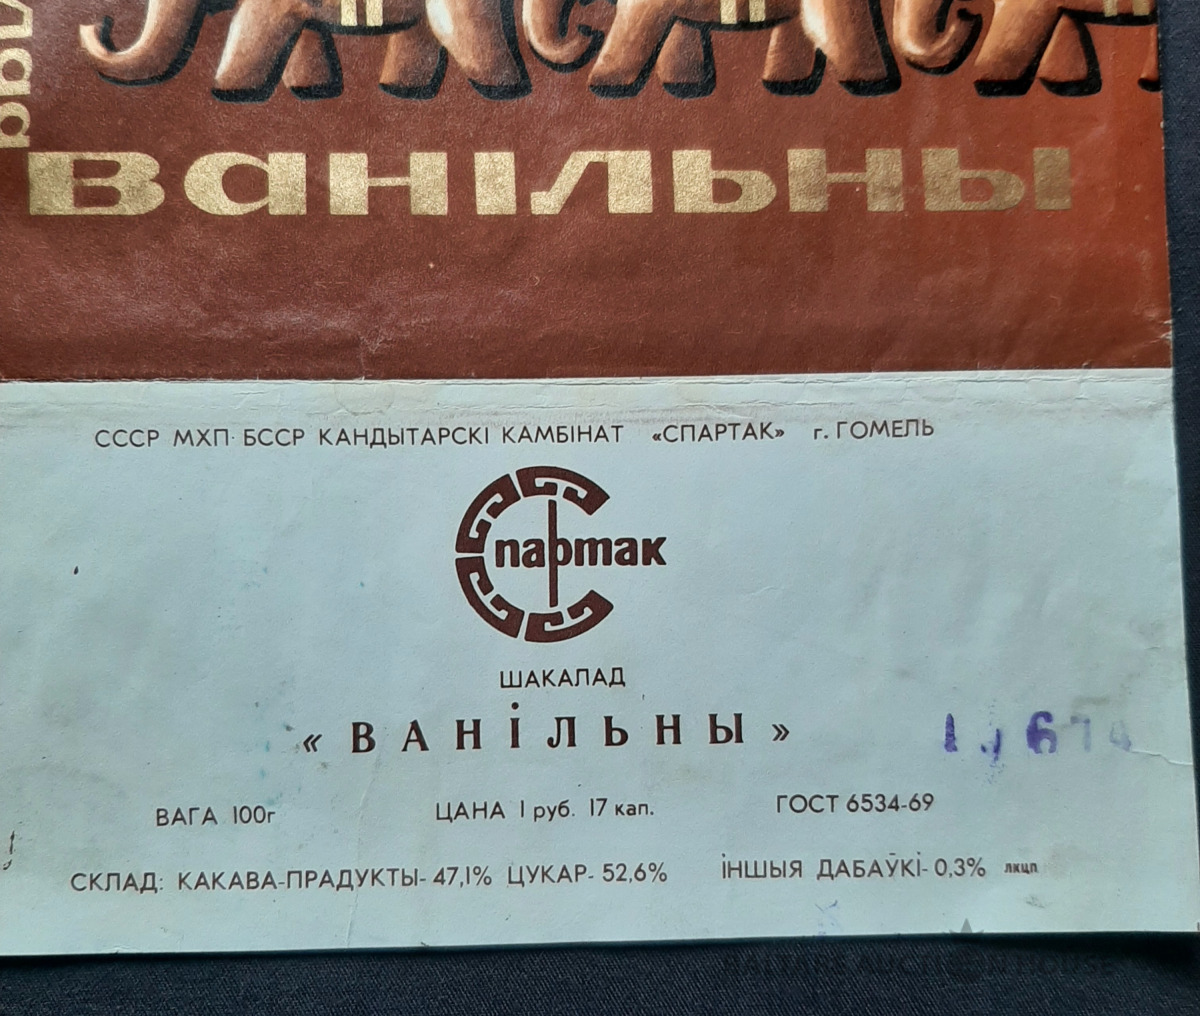 ванільны
СССР МХП БССР КАНДЫТАРСКІ КАМБІНАТ «СПАРТАК» г. ГОМЕЛЬ
Спартак
ШАКАЛАД
«ВАНІЛЬНЫ»
ВАГА 100г ЦАНА 1 руб. 17 кап. ГОСТ 6534-69
СКЛАД: КАКАВА-ПРАДУКТЫ- 47,1% ЦУКАР- 52,6% ІНШЫЯ ДАБАЎКІ- 0,3% лкцп